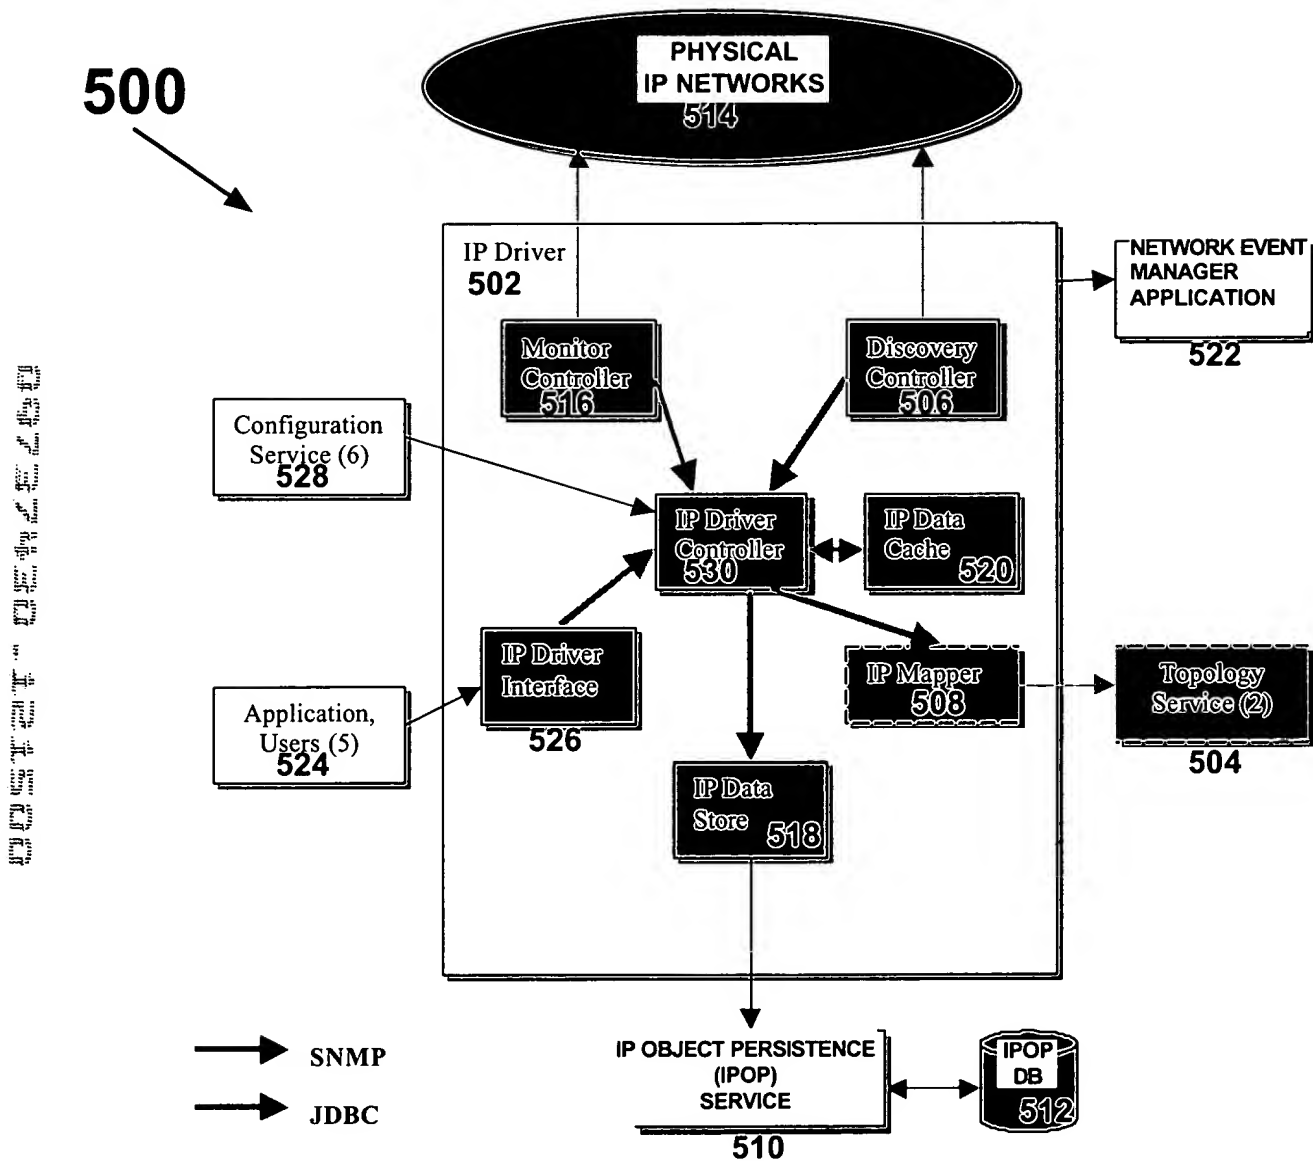 PHYSICAL
IP NETWORKS
514
500
IP Driver
502
NETWORK EVENT
MANAGER
APPLICATION
522
Monitor
Controller
516
Discovery
Controller
506
Configuration
Service (6)
528
IP Driver
Controller
530
IP Data
Cache
520
IP Driver
Interface
526
IP Mapper
508
Topology
Service (2)
504
Application,
Users (5)
524
IP Data
Store
518
SNMP
JDBC
IP OBJECT PERSISTENCE
(IPOP)
SERVICE
510
IPOP
DB
512